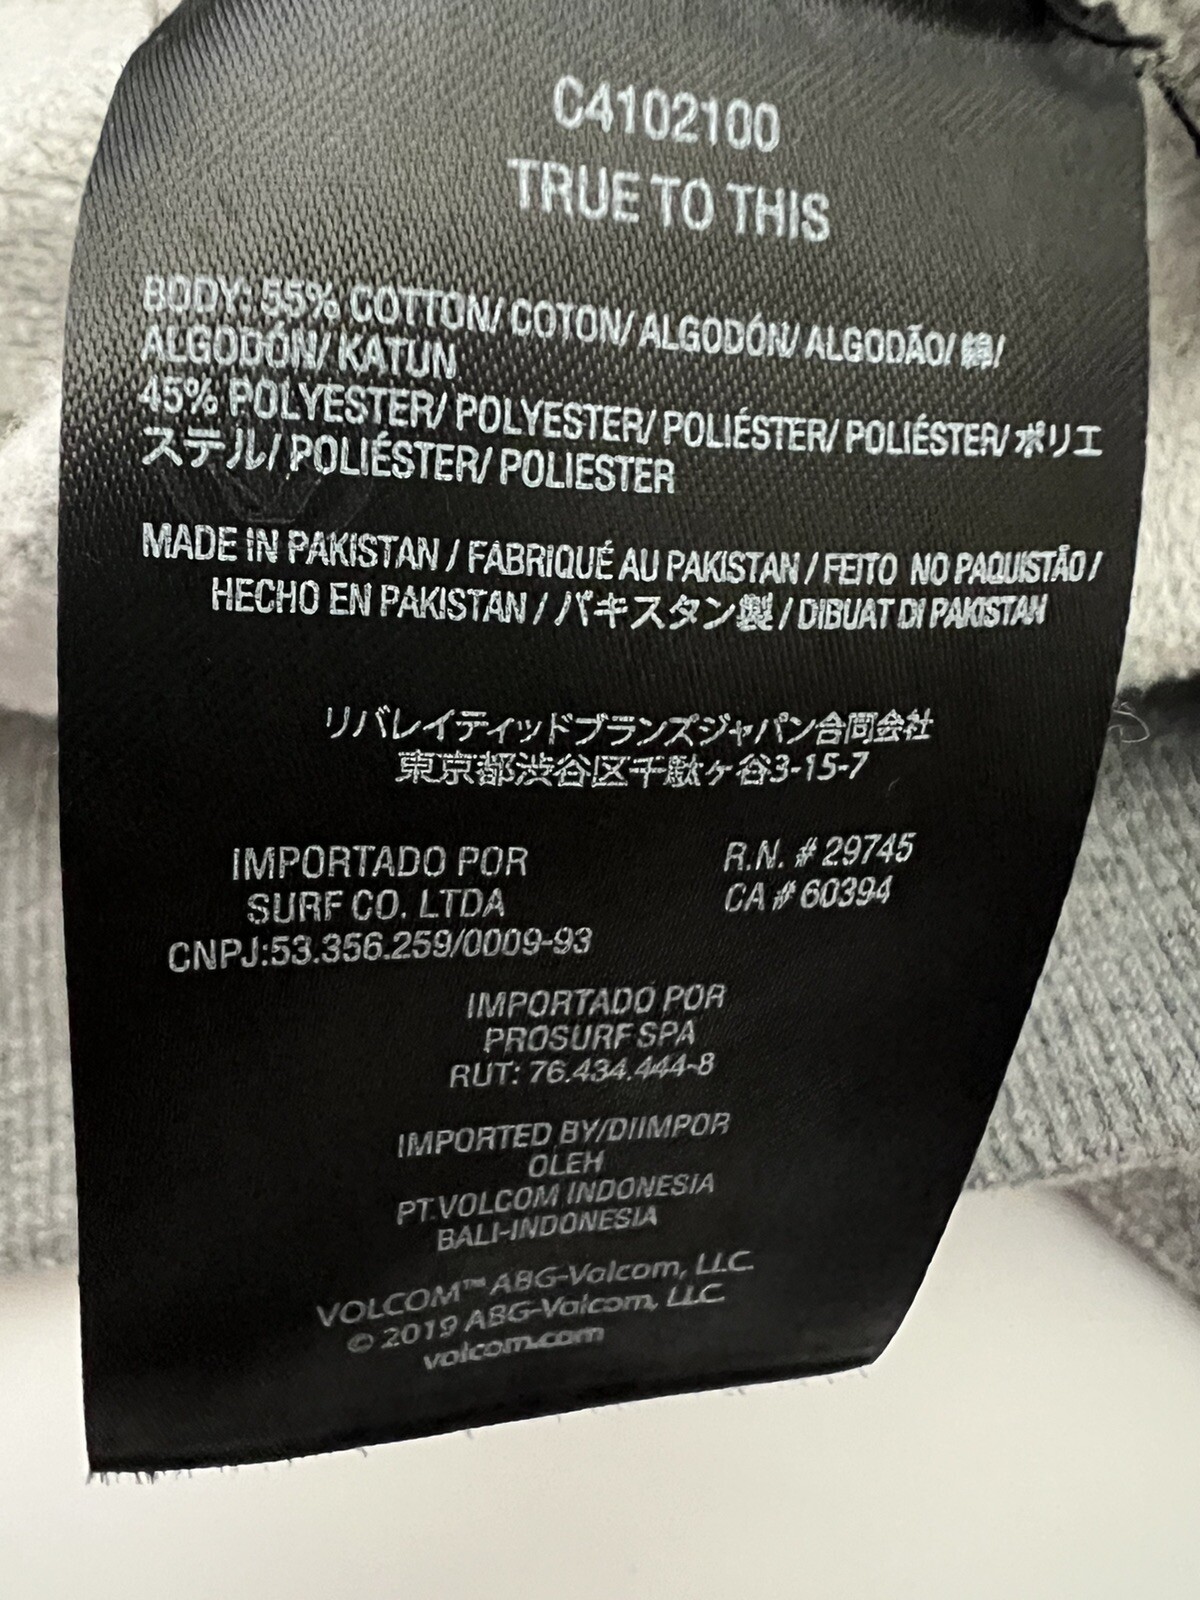 C4102100
TRUE TO THIS
BODY: 55% COTTON/ COTON/ ALGODÓN/ ALGODÃO/ 綿/
ALGODÓN/ KATUN
45% POLYESTER/ POLYESTER/ POLIÉSTER/ POLIÉSTER/ ポリエ
ステル/ POLIÉSTER/ POLIESTER
MADE IN PAKISTAN / FABRIQUÉ AU PAKISTAN / FEITO NO PAQUISTÃO /
HECHO EN PAKISTAN / パキスタン製 / DIBUAT DI PAKISTAN
リバレイティッドブランズジャパン合同会社
東京都渋谷区千駄ヶ谷3-15-7
IMPORTADO POR
SURF CO. LTDA
CNPJ:53.356.259/0009-93
R.N. # 29745
CA # 60394
IMPORTADO POR
PROSURF SPA
RUT: 76.434.444-8
IMPORTED BY/DIIMPOR
OLEH
PT.VOLCOM INDONESIA
BALI-INDONESIA
VOLCOM™ ABG-Volcom, LLC.
© 2019 ABG-Volcom, LLC.
volcom.com